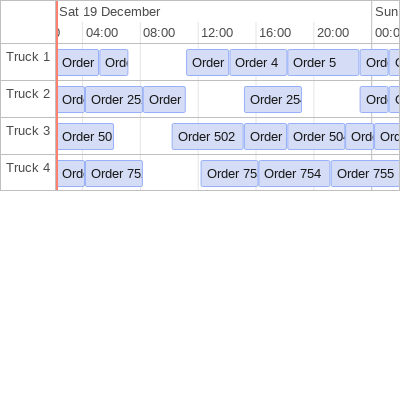 Sat 19 December Sun
0 04:00 08:00 12:00 16:00 20:00 00:0
Truck 1 Order Orde Order Order 4 Order 5 Ord
Truck 2 Ord Order 25 Order Order 25 Ord
Truck 3 Order 50 Order 502 Order Order 504 Ord Ord
Truck 4 Ord Order 75 Order 75 Order 754 Order 755